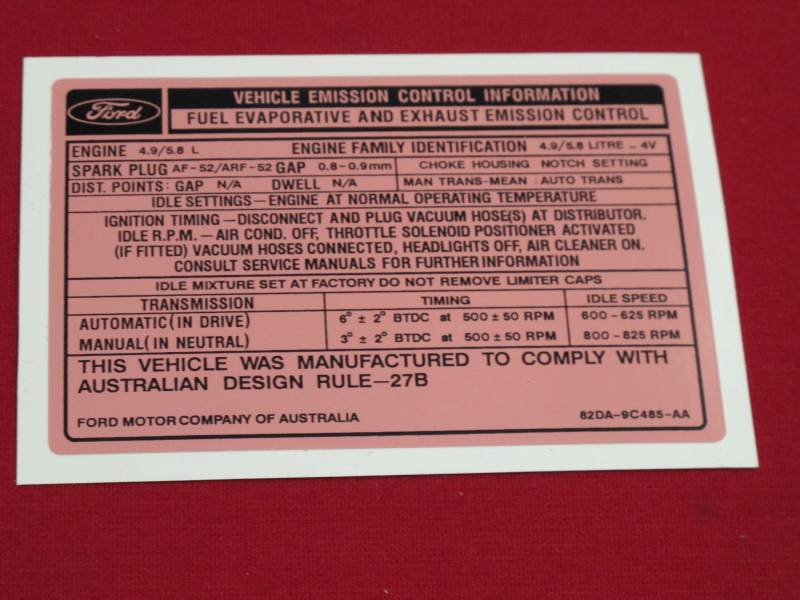 Ford
VEHICLE EMISSION CONTROL INFORMATION
FUEL EVAPORATIVE AND EXHAUST EMISSION CONTROL
ENGINE 4.9/5.8 L ENGINE FAMILY IDENTIFICATION 4.9/5.8 LITRE - 4V
SPARK PLUG AF-52/ARF-52 GAP 0.8-0.9mm CHOKE HOUSING NOTCH SETTING
DIST. POINTS: GAP N/A DWELL N/A MAN TRANS-MEAN : AUTO TRANS
IDLE SETTINGS - ENGINE AT NORMAL OPERATING TEMPERATURE
IGNITION TIMING - DISCONNECT AND PLUG VACUUM HOSE(S) AT DISTRIBUTOR.
IDLE R.P.M. - AIR COND. OFF, THROTTLE SOLENOID POSITIONER ACTIVATED
(IF FITTED) VACUUM HOSES CONNECTED, HEADLIGHTS OFF, AIR CLEANER ON.
CONSULT SERVICE MANUALS FOR FURTHER INFORMATION
IDLE MIXTURE SET AT FACTORY DO NOT REMOVE LIMITER CAPS
TRANSMISSION TIMING IDLE SPEED
AUTOMATIC (IN DRIVE) 6° ± 2° BTDC at 500 ± 50 RPM 600 - 625 RPM
MANUAL (IN NEUTRAL) 3° ± 2° BTDC at 500 ± 50 RPM 800 - 825 RPM
THIS VEHICLE WAS MANUFACTURED TO COMPLY WITH
AUSTRALIAN DESIGN RULE-27B
FORD MOTOR COMPANY OF AUSTRALIA 82DA-9C485-AA